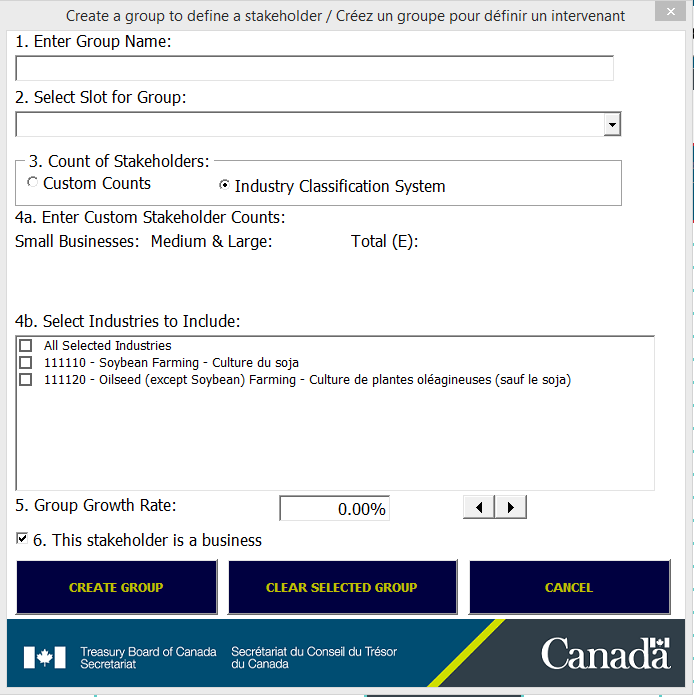 Create a group to define a stakeholder / Créez un groupe pour définir un intervenant
1. Enter Group Name:
2. Select Slot for Group:
3. Count of Stakeholders:
Custom Counts
Industry Classification System
4a. Enter Custom Stakeholder Counts:
Small Businesses: Medium & Large: Total (E):
4b. Select Industries to Include:
All Selected Industries
111110 - Soybean Farming - Culture du soja
111120 - Oilseed (except Soybean) Farming - Culture de plantes oléagineuses (sauf le soja)
5. Group Growth Rate:
0.00%
6. This stakeholder is a business
CREATE GROUP
CLEAR SELECTED GROUP
CANCEL
Treasury Board of Canada
Secretariat
Secrétariat du Conseil du Trésor
du Canada
Canada